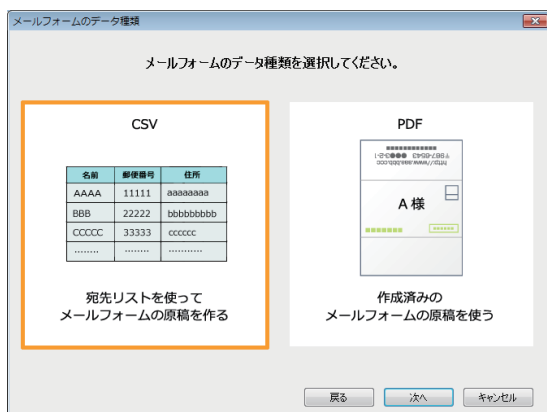 メールフォームのデータ種類
メールフォームのデータ種類を選択してください。
CSV
名前 郵便番号 住所
AAAA 11111 aaaaaaaa
BBB 22222 bbbbbbbbb
CCCCC 33333 cccccc
........ ........ ...........
宛先リストを使って
メールフォームの原稿を作る
PDF
A 様
作成済みの
メールフォームの原稿を使う
戻る 次へ キャンセル